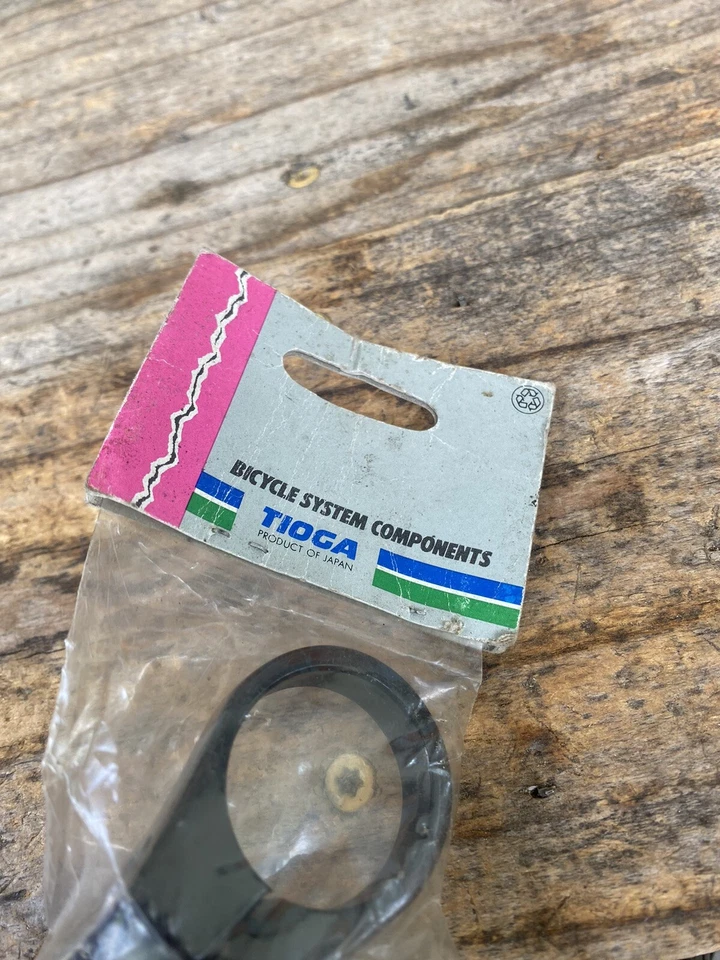 BICYCLE SYSTEM COMPONENTS
TIOGA
PRODUCT OF JAPAN